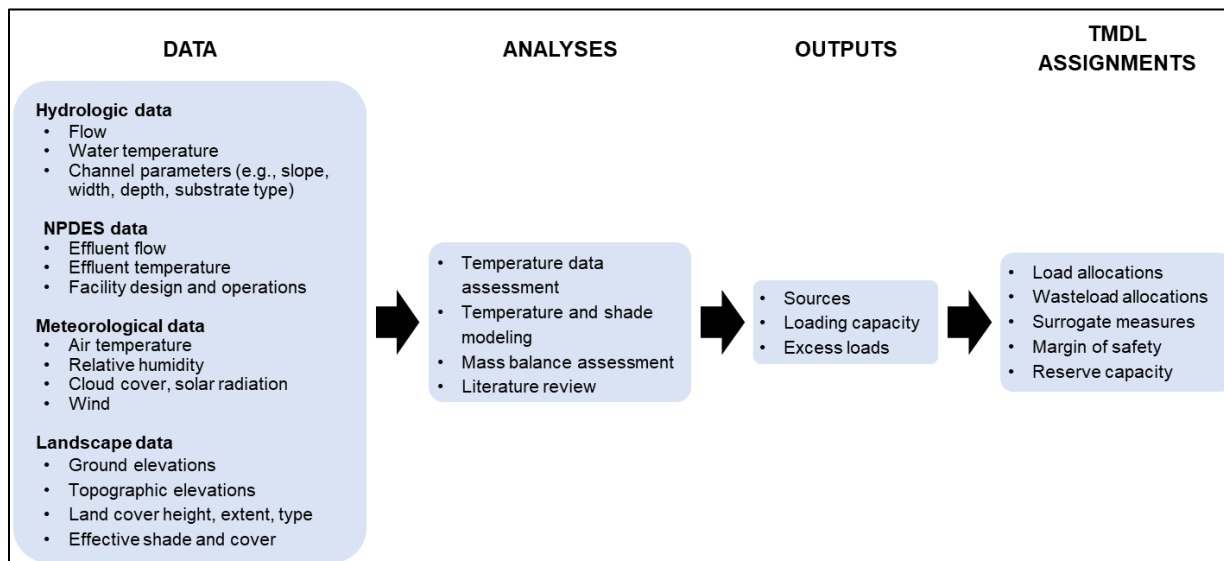 DATA
Hydrologic data
• Flow
• Water temperature
• Channel parameters (e.g., slope,
width, depth, substrate type)
NPDES data
• Effluent flow
• Effluent temperature
• Facility design and operations
Meteorological data
• Air temperature
• Relative humidity
• Cloud cover, solar radiation
• Wind
Landscape data
• Ground elevations
• Topographic elevations
• Land cover height, extent, type
• Effective shade and cover
ANALYSES
• Temperature data
assessment
• Temperature and shade
modeling
• Mass balance assessment
• Literature review
OUTPUTS
• Sources
• Loading capacity
• Excess loads
TMDL
ASSIGNMENTS
• Load allocations
• Wasteload allocations
• Surrogate measures
• Margin of safety
• Reserve capacity